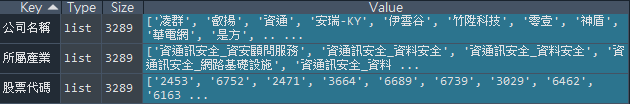 Key Type Size Value
公司名稱 list 3289 ['凌群', '叡揚', '資通', '安瑞-KY', '伊雲谷', '竹陞科技', '零壹', '神盾',
'華電網', '是方', .. ...
所屬產業 list 3289 ['資通訊安全_資安顧問服務', '資通訊安全_資料安全', '資通訊安全_資料安全', '資
通訊安全_網路基礎設施', '資通訊安全_資料 ...
股票代碼 list 3289 ['2453', '6752', '2471', '3664', '6689', '6739', '3029', '6462',
'6163 ...